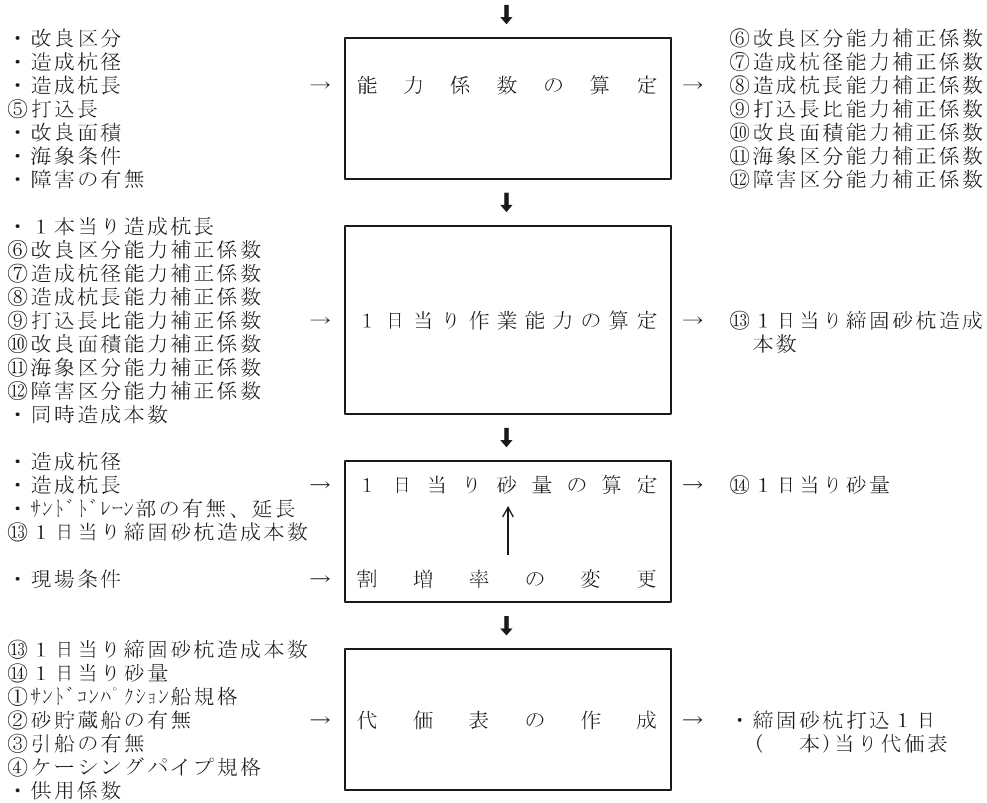 ・改良区分
・造成杭径
・造成杭長
⑤打込長
・改良面積
・海象条件
・障害の有無
→ 能力係数の算定 →
⑥改良区分能力補正係数
⑦造成杭径能力補正係数
⑧造成杭長能力補正係数
⑨打込長比能力補正係数
⑩改良面積能力補正係数
⑪海象区分能力補正係数
⑫障害区分能力補正係数
・１本当り造成杭長
⑥改良区分能力補正係数
⑦造成杭径能力補正係数
⑧造成杭長能力補正係数
⑨打込長比能力補正係数
⑩改良面積能力補正係数
⑪海象区分能力補正係数
⑫障害区分能力補正係数
・同時造成本数
→ １日当り作業能力の算定 →
⑬１日当り締固砂杭造成
本数
・造成杭径
・造成杭長
・ｻﾝﾄﾞﾄﾞﾚｰﾝ部の有無、延長
⑬１日当り締固砂杭造成本数
→ １日当り砂量の算定 →
⑭１日当り砂量
・現場条件
→ 割増率の変更
⑬１日当り締固砂杭造成本数
⑭１日当り砂量
①ｻﾝﾄﾞｺﾝﾊﾟｸｼｮﾝ船規格
②砂貯蔵船の有無
③引船の有無
④ケーシングパイプ規格
・供用係数
→ 代価表の作成 →
・締固砂杭打込１日
(　本)当り代価表